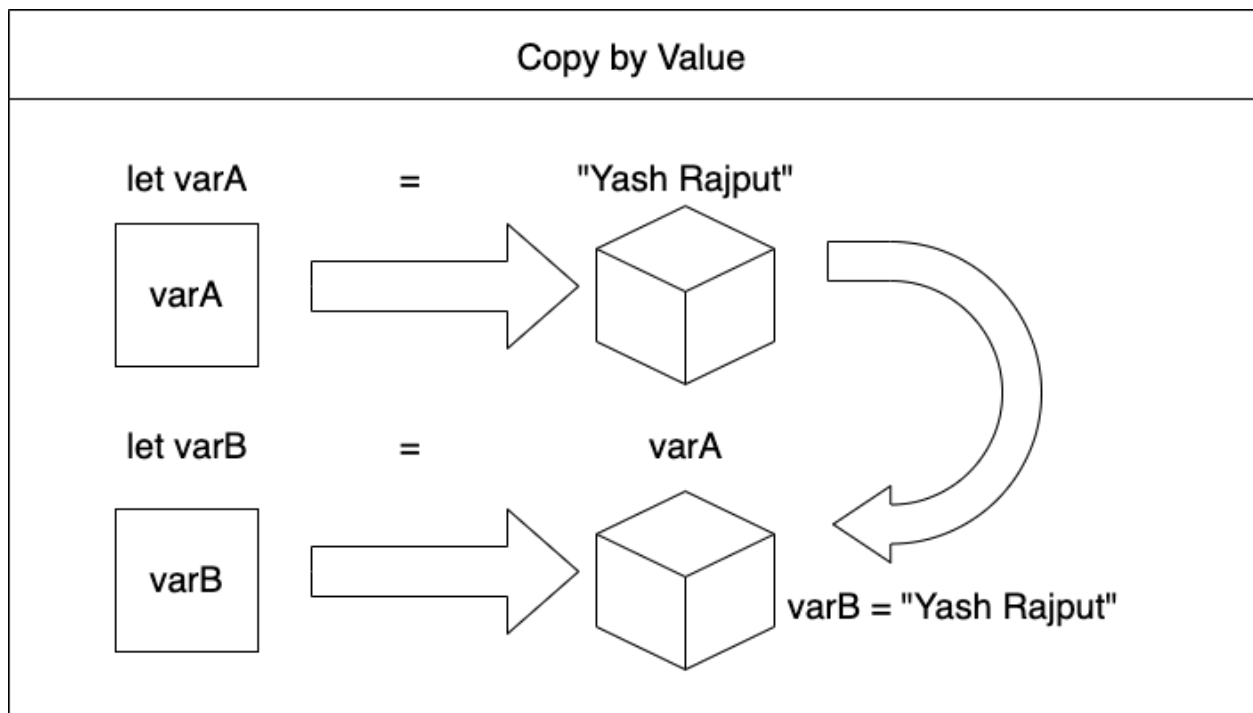 Copy by Value
let varA = "Yash Rajput"
varA
let varB = varA
varB
varB = "Yash Rajput"